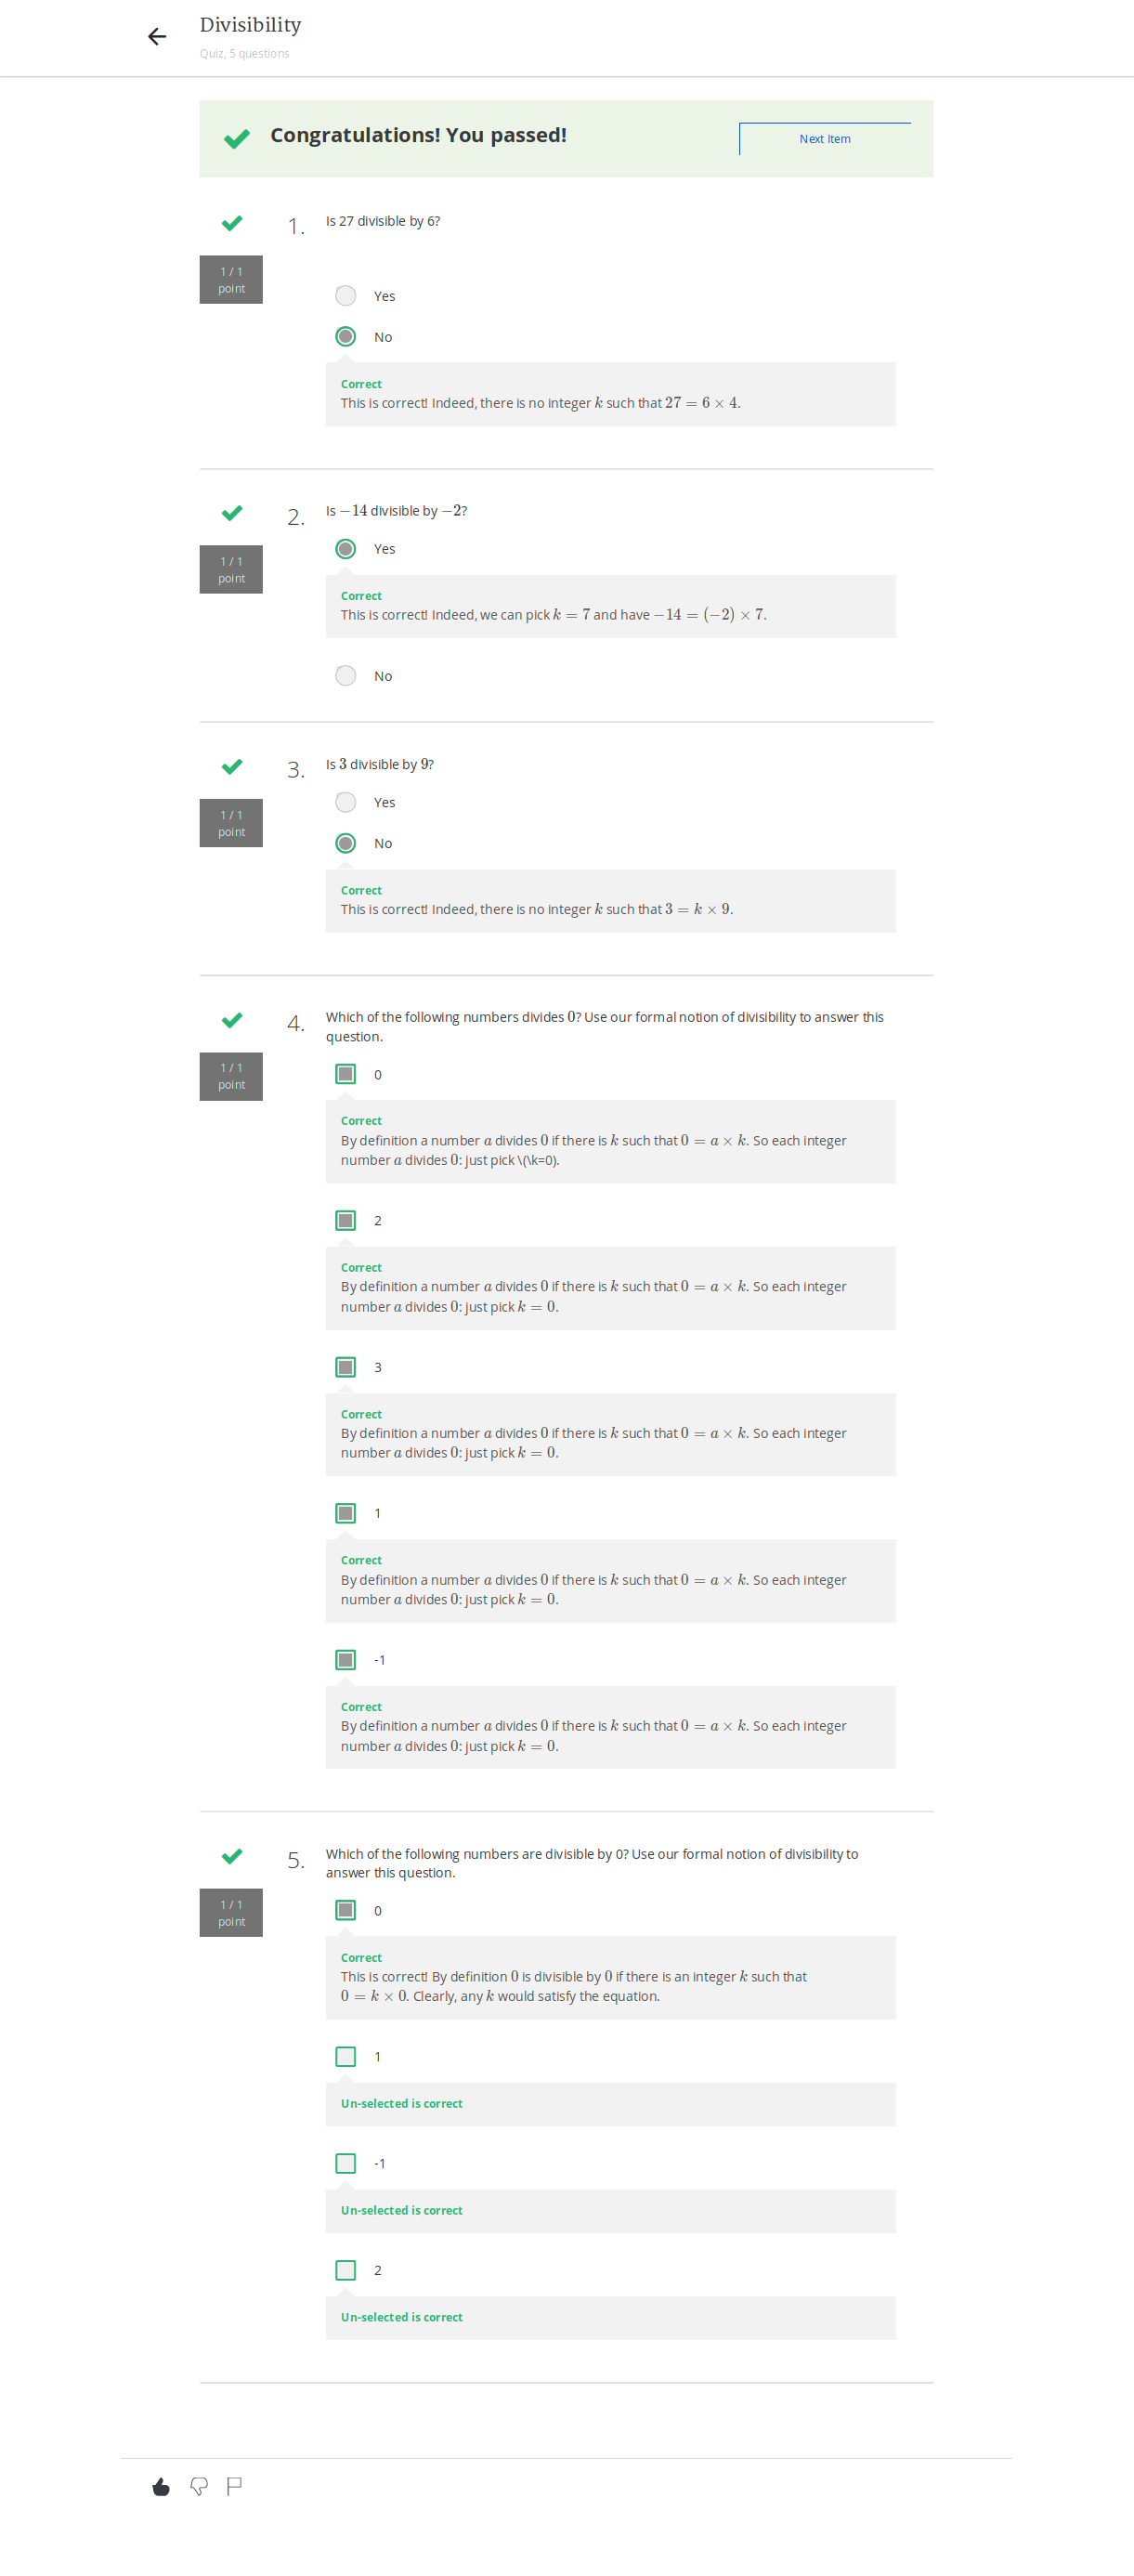 Divisibility
Quiz, 5 questions
Congratulations! You passed!
Next Item
1 / 1
point
1.
Is 27 divisible by 6?
Yes
No
Correct
This is correct! Indeed, there is no integer k such that 27 = 6 × 4.
1 / 1
point
2.
Is −14 divisible by −2?
Yes
Correct
This is correct! Indeed, we can pick k = 7 and have −14 = (−2) × 7.
No
1 / 1
point
3.
Is 3 divisible by 9?
Yes
No
Correct
This is correct! Indeed, there is no integer k such that 3 = k × 9.
1 / 1
point
4.
Which of the following numbers divides 0? Use our formal notion of divisibility to answer this
question.
0
Correct
By definition a number a divides 0 if there is k such that 0 = a × k. So each integer
number a divides 0: just pick \(\k=0).
2
Correct
By definition a number a divides 0 if there is k such that 0 = a × k. So each integer
number a divides 0: just pick k = 0.
3
Correct
By definition a number a divides 0 if there is k such that 0 = a × k. So each integer
number a divides 0: just pick k = 0.
1
Correct
By definition a number a divides 0 if there is k such that 0 = a × k. So each integer
number a divides 0: just pick k = 0.
-1
Correct
By definition a number a divides 0 if there is k such that 0 = a × k. So each integer
number a divides 0: just pick k = 0.
1 / 1
point
5.
Which of the following numbers are divisible by 0? Use our formal notion of divisibility to
answer this question.
0
Correct
This is correct! By definition 0 is divisible by 0 if there is an integer k such that
0 = k × 0. Clearly, any k would satisfy the equation.
1
Un-selected is correct
-1
Un-selected is correct
2
Un-selected is correct